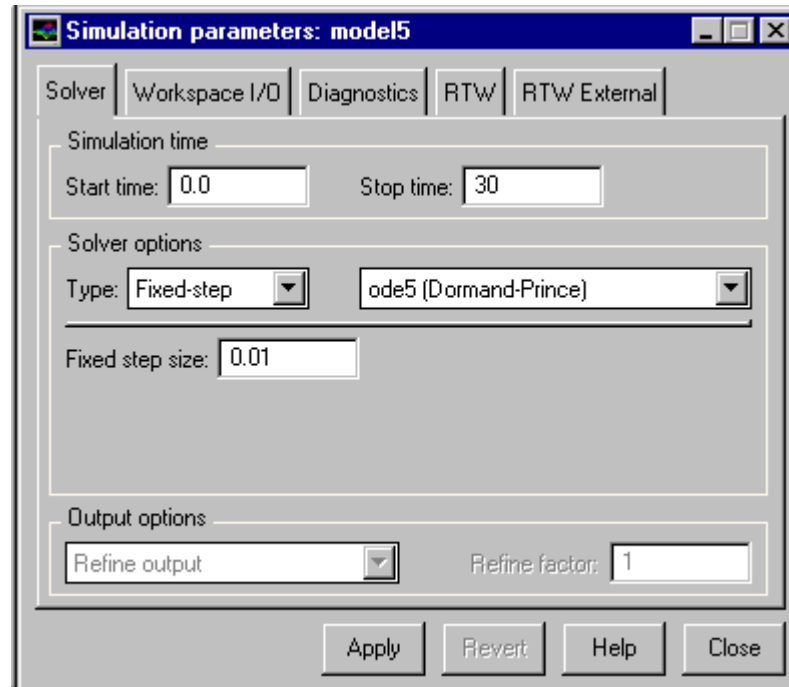 Simulation parameters: model5
Solver Workspace I/O Diagnostics RTW RTW External
Simulation time
Start time: 0.0 Stop time: 30
Solver options
Type: Fixed-step ode5 (Dormand-Prince)
Fixed step size: 0.01
Output options
Refine output Refine factor: 1
Apply Revert Help Close